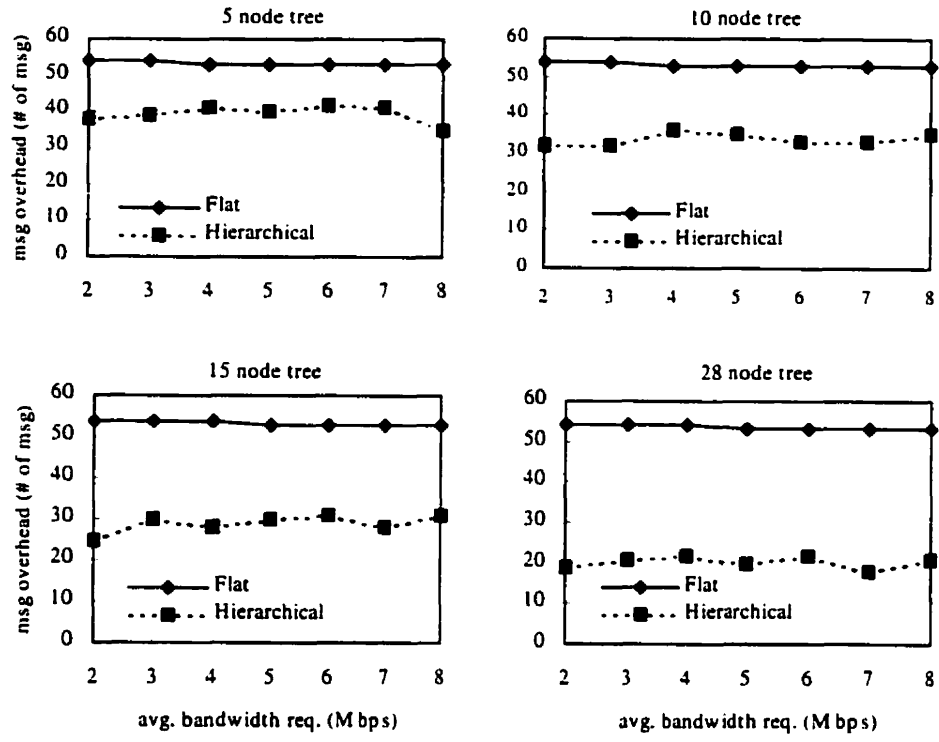 5 node tree
msg overhead (# of msg)
60
50
40
30
20
10
0
Flat
Hierarchical
2 3 4 5 6 7 8
10 node tree
60
50
40
30
20
10
0
Flat
Hierarchical
2 3 4 5 6 7 8
15 node tree
msg overhead (# of msg)
60
50
40
30
20
10
0
Flat
Hierarchical
2 3 4 5 6 7 8
avg. bandwidth req. (Mbps)
28 node tree
60
50
40
30
20
10
0
Flat
Hierarchical
2 3 4 5 6 7 8
avg. bandwidth req. (Mbps)